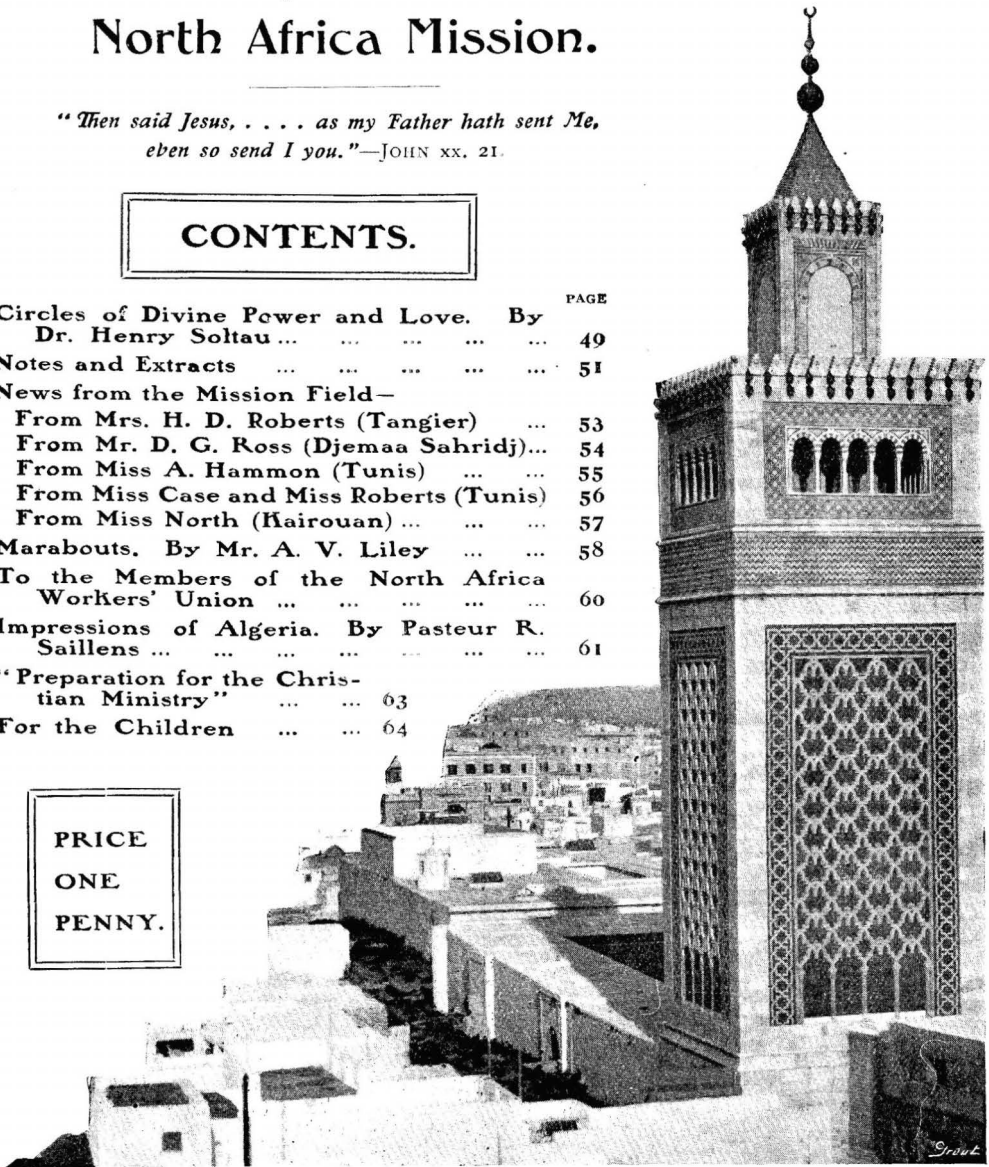 North Africa Mission.
"Then said Jesus, . . . . . as my Father hath sent Me,
even so send I you."—JOHN xx. 21.
CONTENTS.
PAGE
Circles of Divine Power and Love. By
Dr. Henry Soltau ... ... ... ... ... 49
Notes and Extracts ... ... ... ... ... 51
News from the Mission Field—
From Mrs. H. D. Roberts (Tangier) ... 53
From Mr. D. G. Ross (Djemaa Sahridj)... 54
From Miss A. Hammon (Tunis) ... ... 55
From Miss Case and Miss Roberts (Tunis) 56
From Miss North (Kairouan) ... ... ... 57
Marabouts. By Mr. A. V. Liley ... ... 58
To the Members of the North Africa
Workers' Union ... ... ... ... ... 60
Impressions of Algeria. By Pasteur R.
Saillens ... ... ... ... ... ... ... 61
"Preparation for the Chris-
tian Ministry" ... ... 63
For the Children ... ... 64
PRICE
ONE
PENNY.
Grout